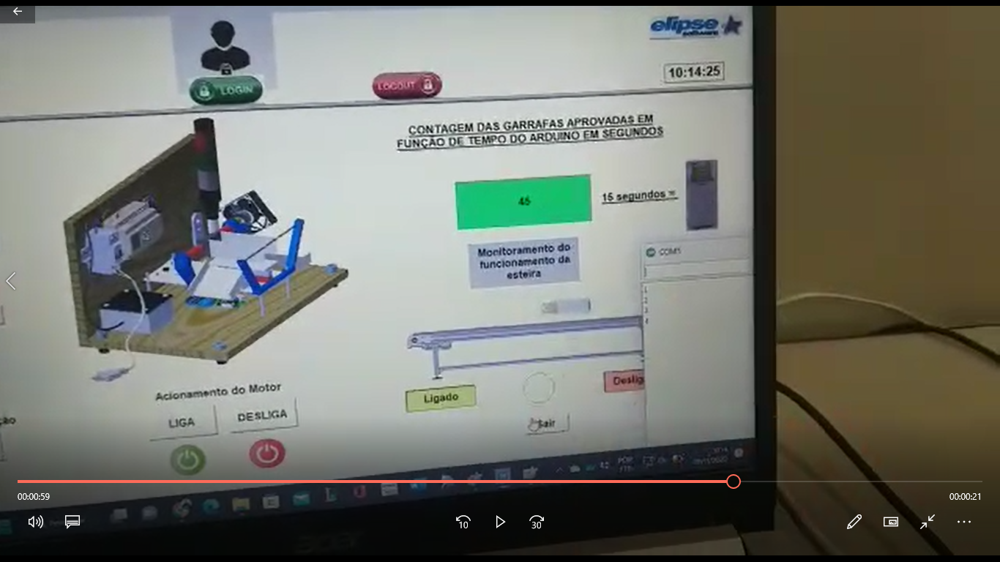 elipse
software
10:14:25
LOGIN
LOGOUT
CONTAGEM DAS GARRAFAS APROVADAS EM
FUNÇÃO DE TEMPO DO ARDUINO EM SEGUNDOS
45
15 segundos =
Monitoramento do
funcionamento da
esteira
COM5
1
2
3
4
Acionamento do Motor
LIGA
DESLIGA
ção
Ligado
Deslig
Sair
POR
00:00:59
00:00:21
10
30